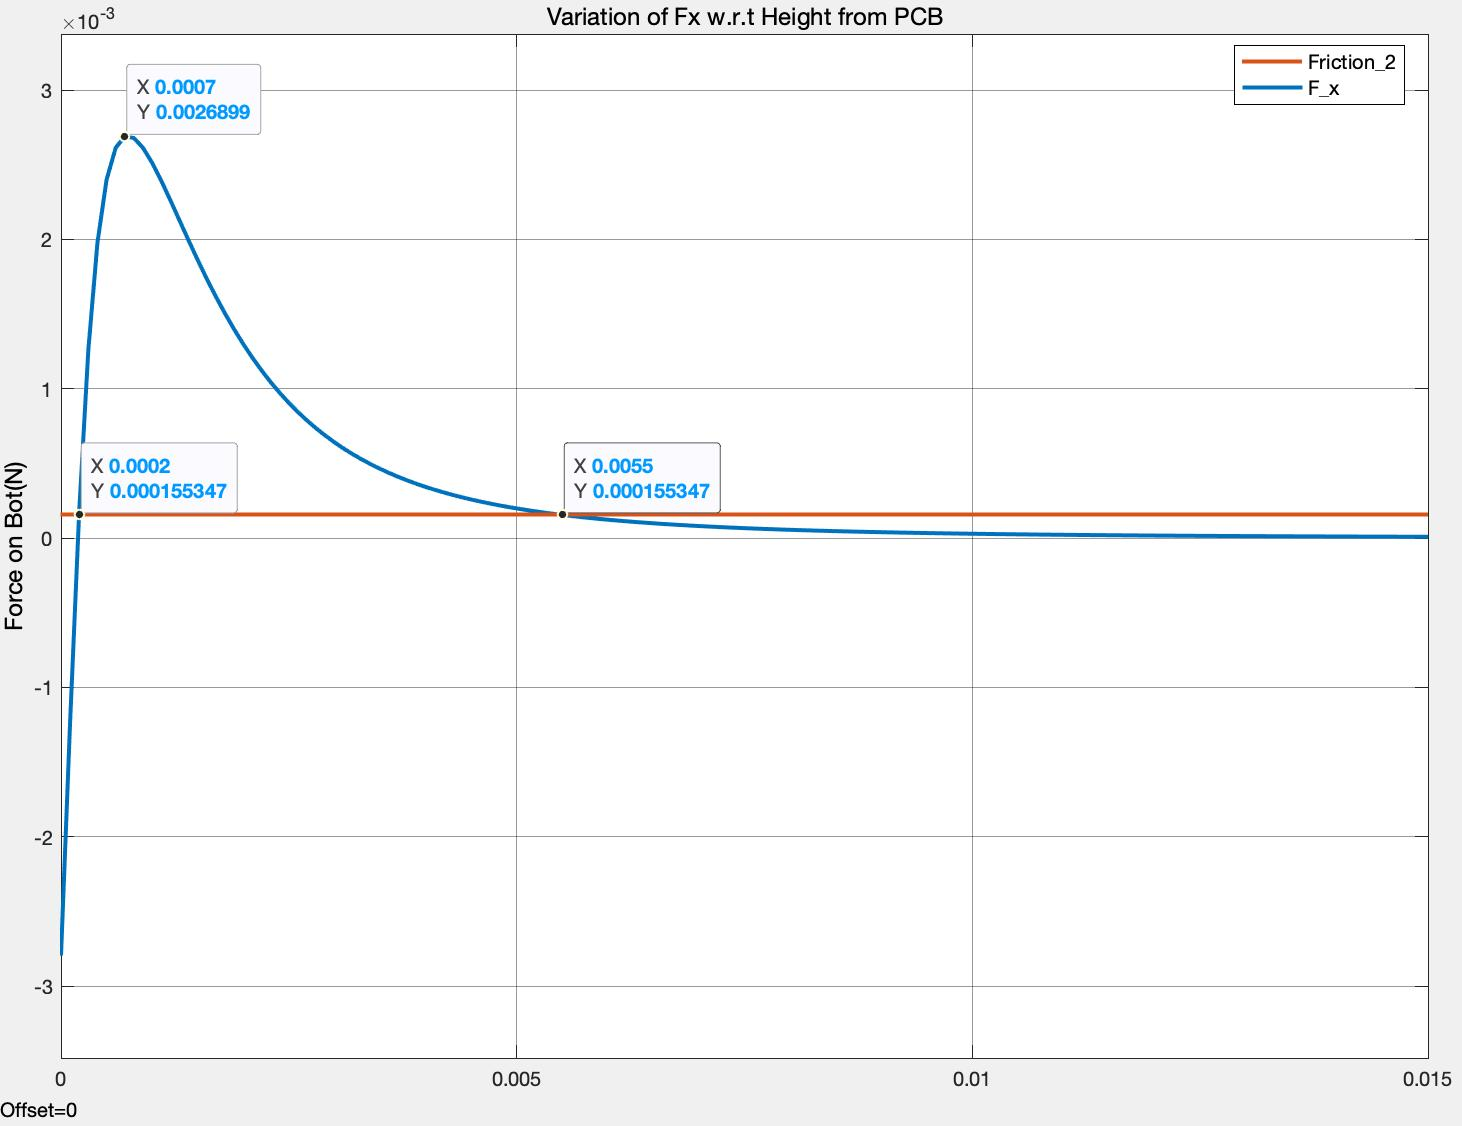 Variation of Fx w.r.t Height from PCB
×10-3
Friction_2
F_x
X 0.0007
Y 0.0026899
X 0.0002
Y 0.000155347
X 0.0055
Y 0.000155347
Force on Bot(N)
3
2
1
0
-1
-2
-3
0
0.005
0.01
0.015
Offset=0